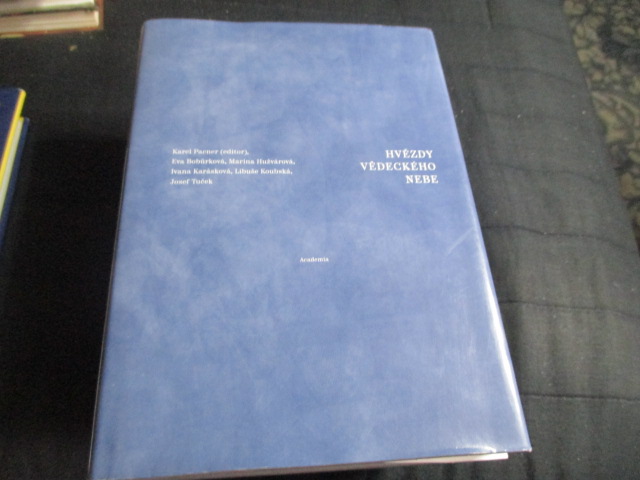 Karel Pacner (editor),
Eva Bobůrková, Marina Hužvárová,
Ivana Karásková, Libuše Koubská,
Josef Tuček
HVĚZDY
VĚDECKÉHO
NEBE
Academia